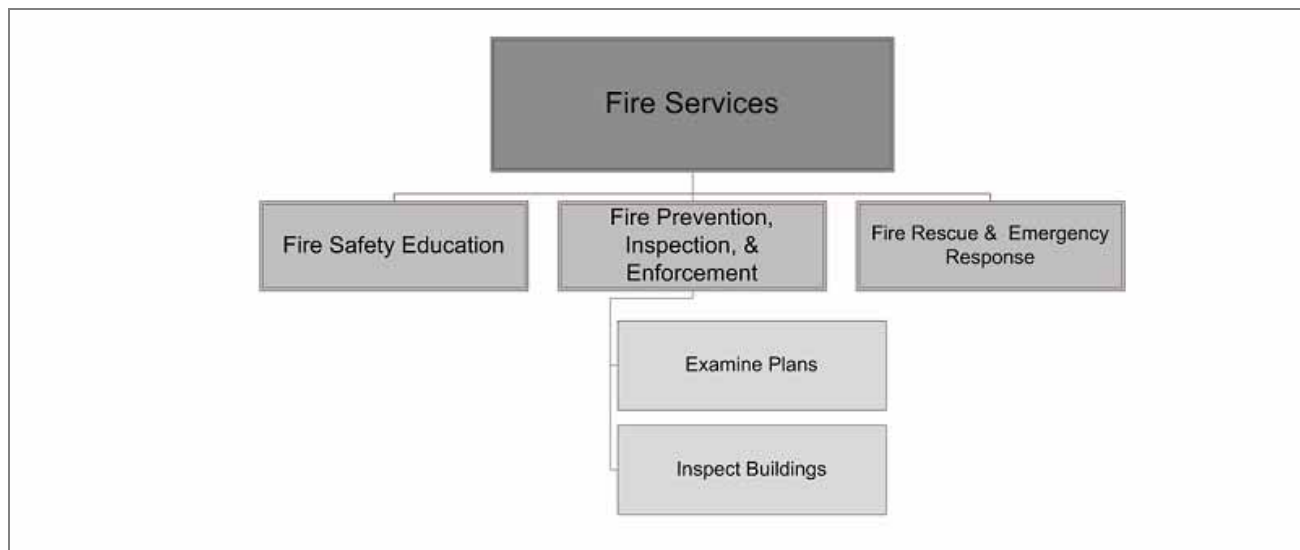 Fire Services
Fire Safety Education
Fire Prevention,
Inspection, &
Enforcement
Fire Rescue & Emergency
Response
Examine Plans
Inspect Buildings